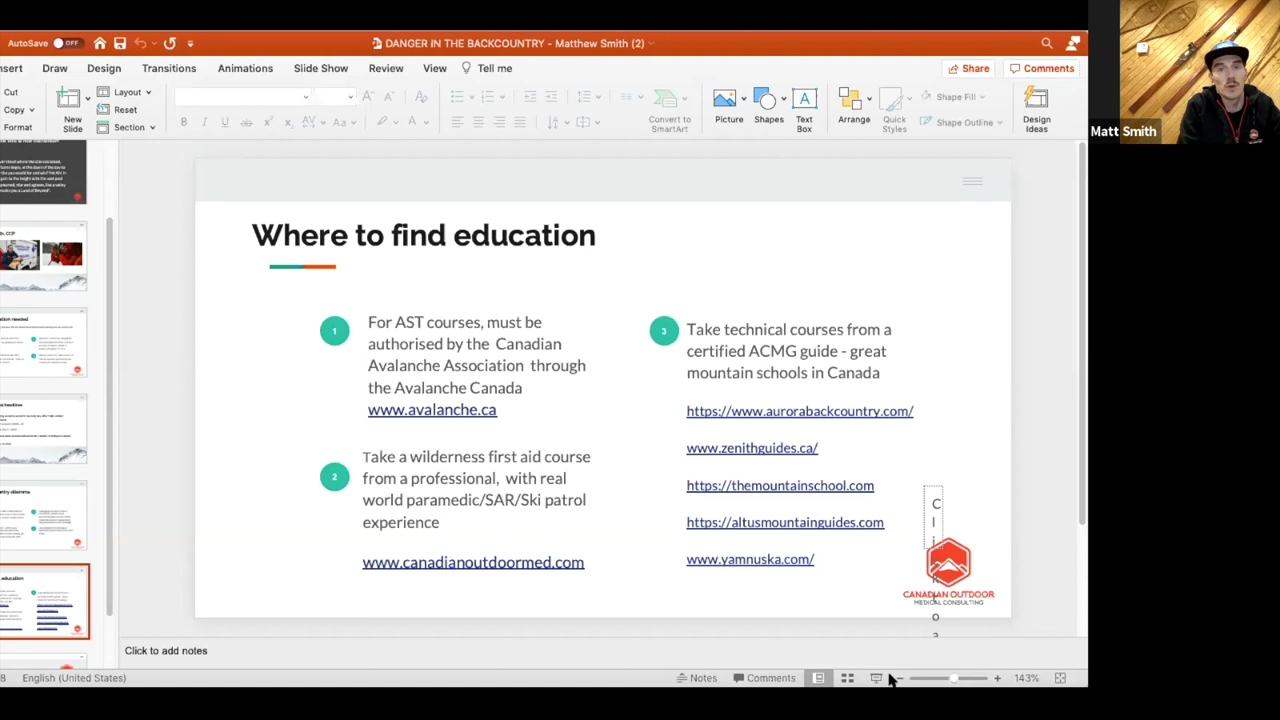 AutoSave OFF
DANGER IN THE BACKCOUNTRY - Matthew Smith (2)
Draw Design Transitions Animations Slide Show Review View Tell me
Share Comments
Cut
Copy
Format
New
Slide
Layout
Reset
Section
Convert to
SmartArt
Picture
Shapes
Text
Box
Arrange
Quick
Styles
Shape Fill
Shape Outline
Design
Ideas
Matt Smith
Where to find education
1
For AST courses, must be
authorised by the Canadian
Avalanche Association through
the Avalanche Canada
www.avalanche.ca
2
Take a wilderness first aid course
from a professional, with real
world paramedic/SAR/Ski patrol
experience
www.canadianoutdoormed.com
3
Take technical courses from a
certified ACMG guide - great
mountain schools in Canada
https://www.aurorabackcountry.com/
www.zenithguides.ca/
https://themountainschool.com
https://altusmountainguides.com
www.yamnuska.com/
CANADIAN OUTDOOR
MEDICAL CONSULTING
Click to add notes
English (United States)
Notes Comments 143%